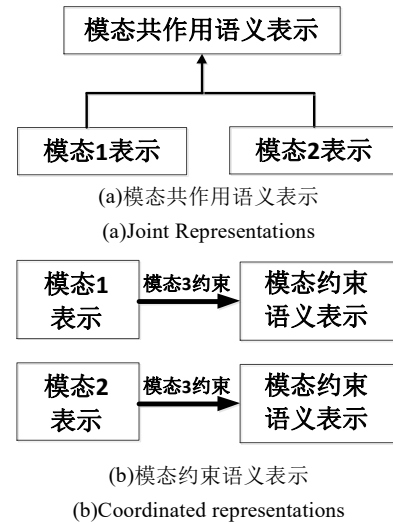 模态共作用语义表示
模态1表示
模态2表示
(a)模态共作用语义表示
(a)Joint Representations
模态1
表示
模态3约束
模态约束
语义表示
模态2
表示
模态3约束
模态约束
语义表示
(b)模态约束语义表示
(b)Coordinated representations